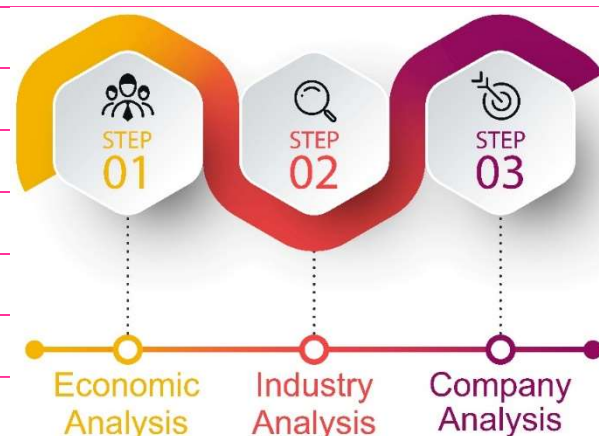 STEP
01
STEP
02
STEP
03
Economic
Analysis
Industry
Analysis
Company
Analysis